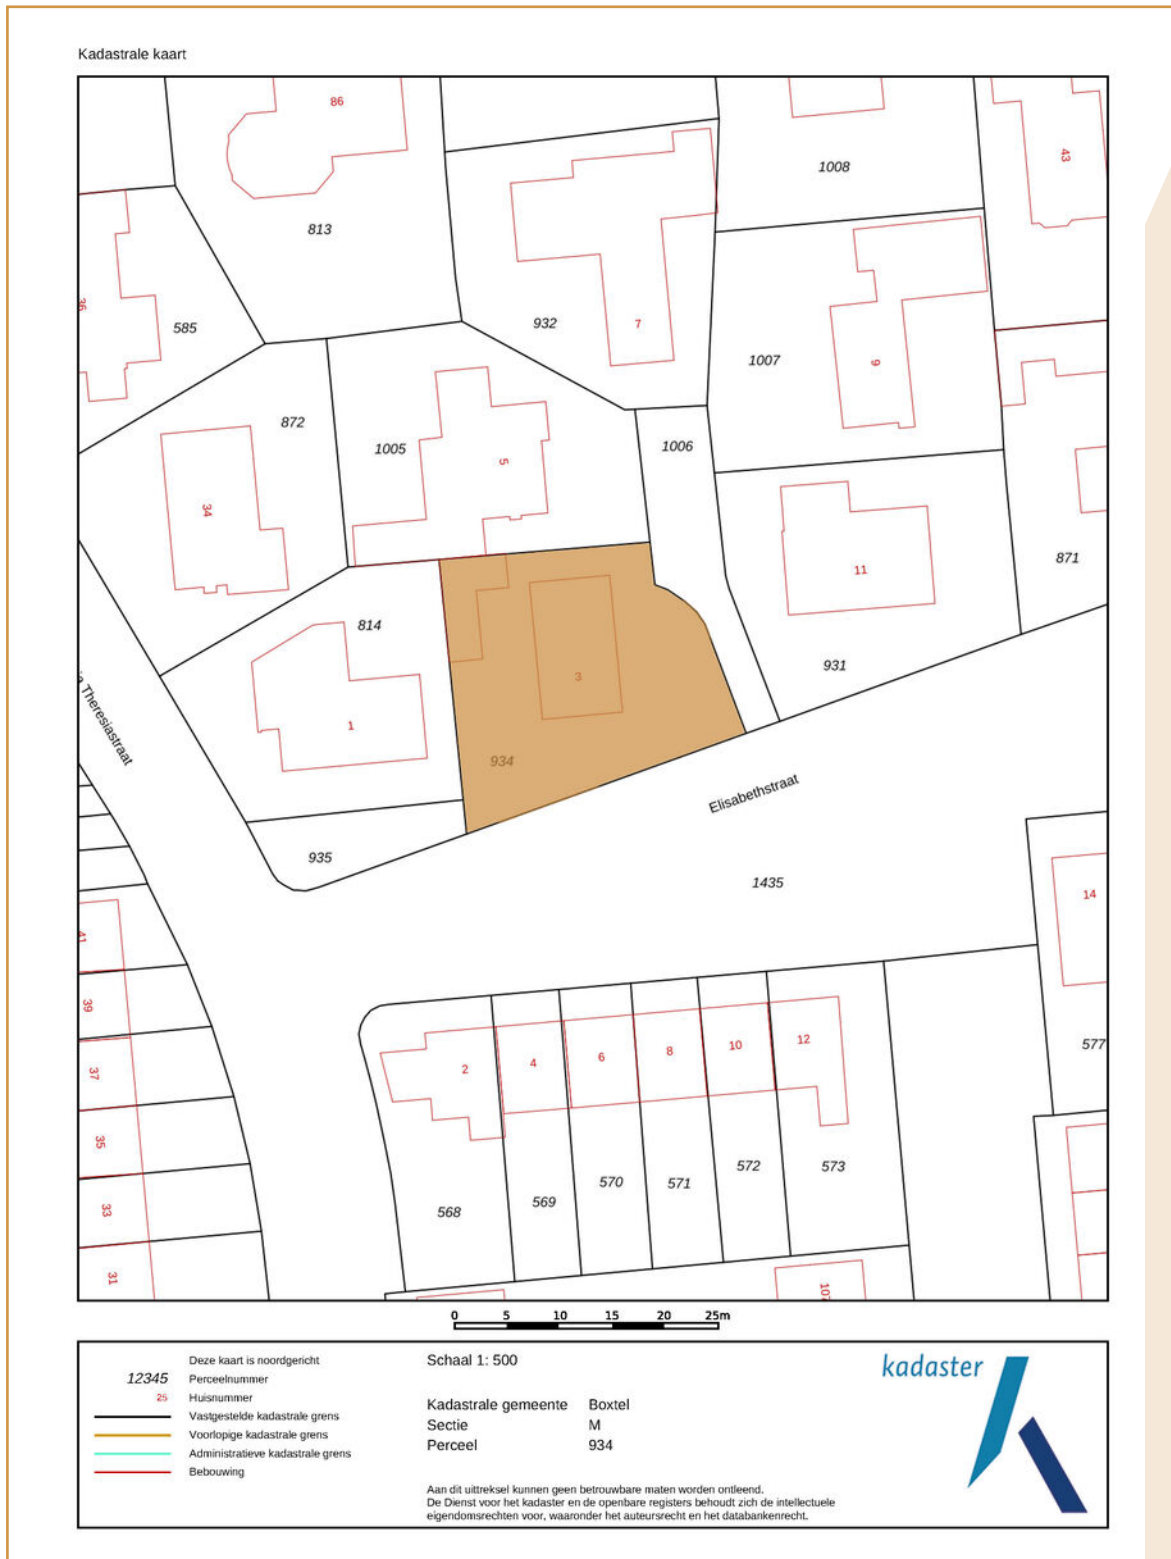 Kadastrale kaart
86
43
1008
813
36
585
932
7
1007
9
872
1005
1006
5
34
11
871
814
931
3
1
934
Theresiastraat
Elisabethstraat
935
1435
14
41
39
37
35
33
31
577
2
4
6
8
10
12
568
569
570
571
572
573
107
0 5 10 15 20 25m
Deze kaart is noordgericht
12345 Perceelnummer
25 Huisnummer
Vastgestelde kadastrale grens
Voorlopige kadastrale grens
Administratieve kadastrale grens
Bebouwing
Schaal 1: 500
Kadastrale gemeente Boxtel
Sectie M
Perceel 934
Aan dit uittreksel kunnen geen betrouwbare maten worden ontleend.
De Dienst voor het kadaster en de openbare registers behoudt zich de intellectuele
eigendomsrechten voor, waaronder het auteursrecht en het databankenrecht.
kadaster